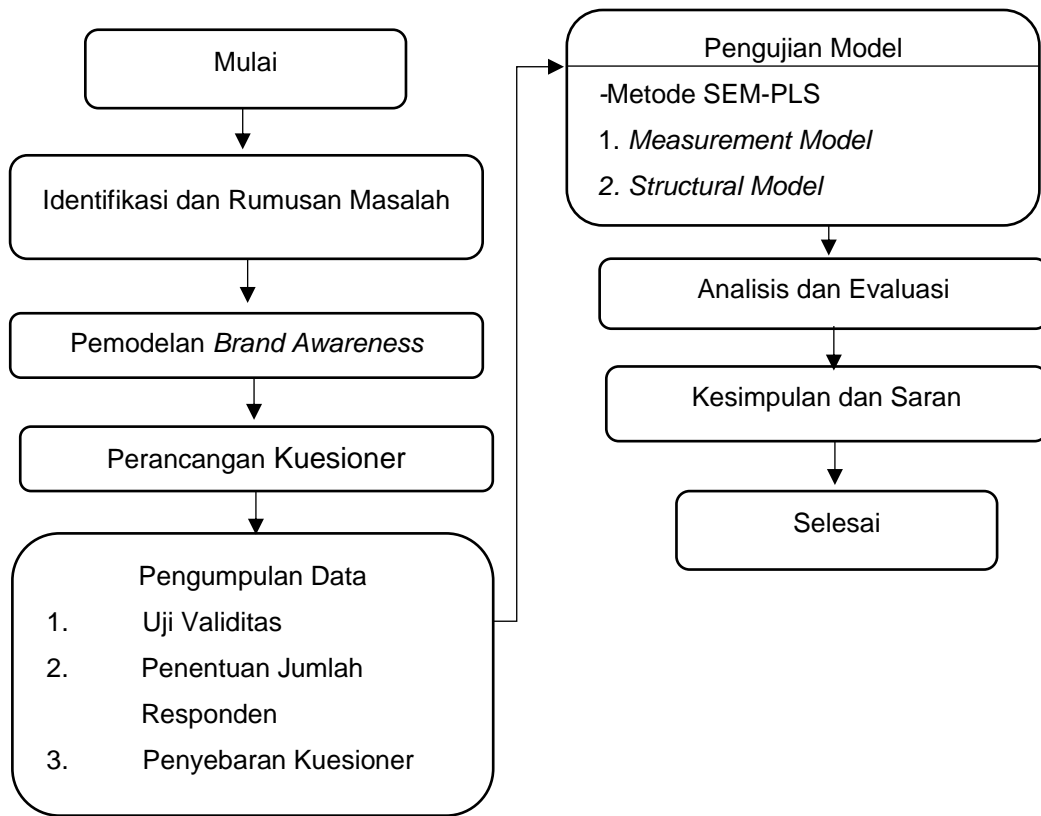 Mulai
Identifikasi dan Rumusan Masalah
Pemodelan Brand Awareness
Perancangan Kuesioner
Pengumpulan Data
1. Uji Validitas
2. Penentuan Jumlah
Responden
3. Penyebaran Kuesioner
Pengujian Model
-Metode SEM-PLS
1. Measurement Model
2. Structural Model
Analisis dan Evaluasi
Kesimpulan dan Saran
Selesai